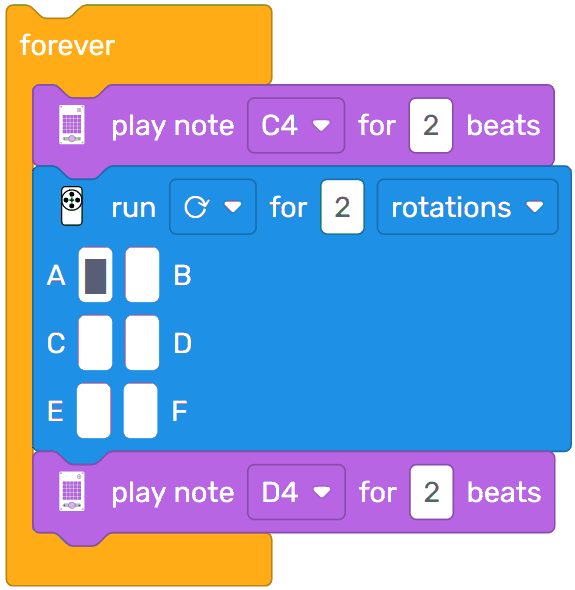 forever
play note C4 for 2 beats
run for 2 rotations
A B
C D
E F
play note D4 for 2 beats